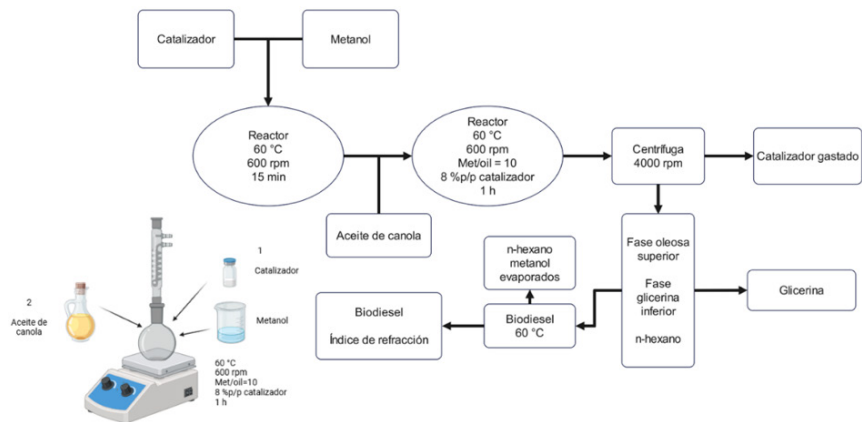 Catalizador
Metanol
Reactor
60 °C
600 rpm
15 min
Reactor
60 °C
600 rpm
Met/oil = 10
8 %p/p catalizador
1 h
Centrífuga
4000 rpm
Catalizador gastado
Aceite de canola
Fase oleosa
superior
Fase
glicerina
inferior
n-hexano
Glicerina
n-hexano
metanol
evaporados
Biodiesel
60 °C
Biodiesel
Índice de refracción
1
Catalizador
2
Aceite de
canola
Metanol
60 °C
600 rpm
Met/oil=10
8 %p/p catalizador
1 h